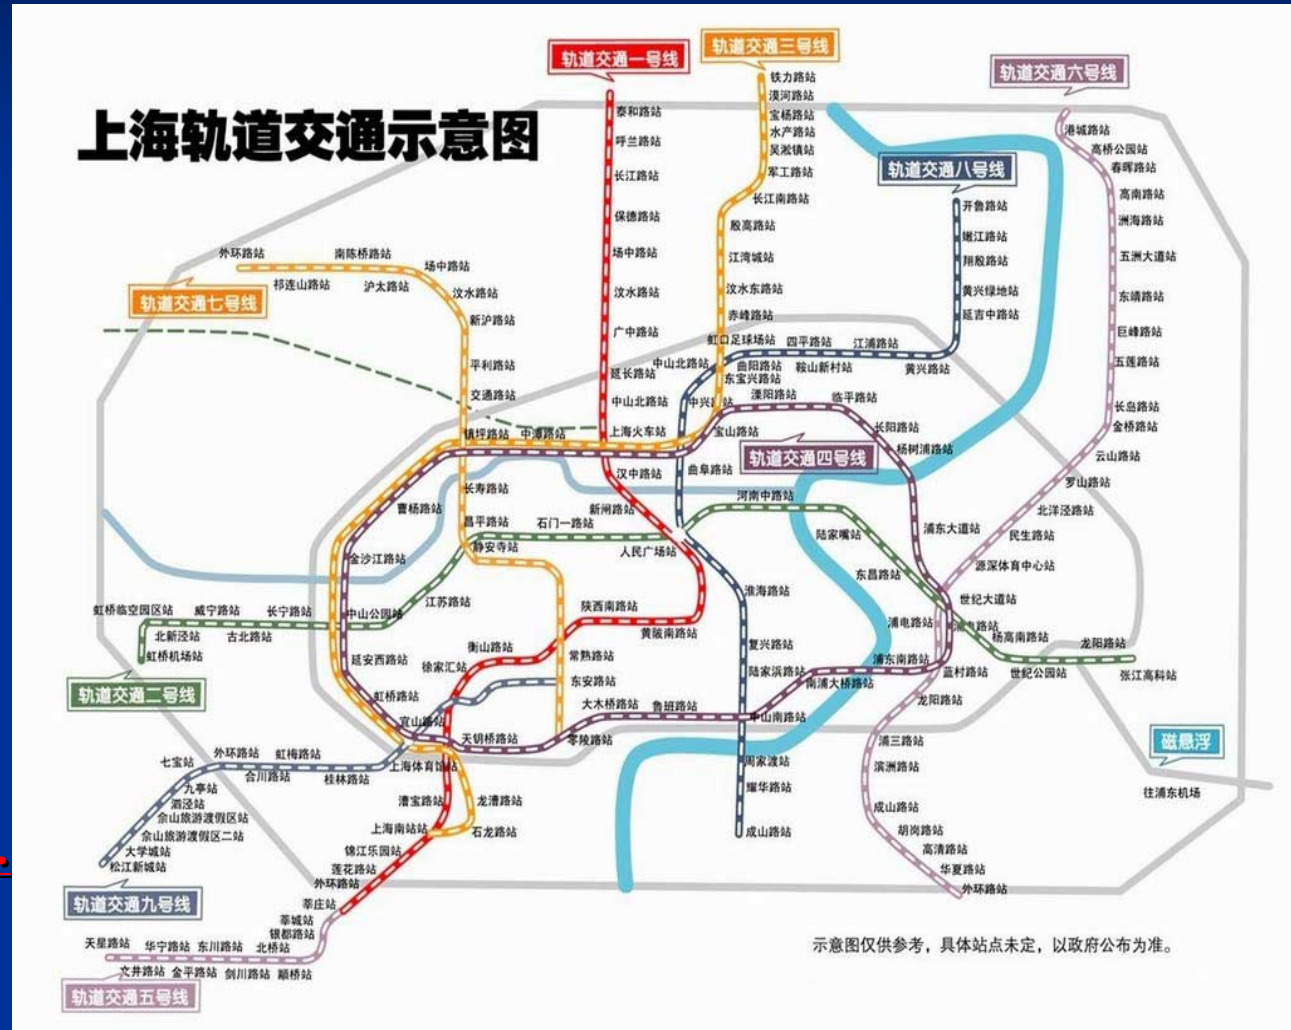 上海轨道交通示意图
轨道交通一号线
泰和路站
呼兰路站
长江路站
保德路站
场中路站
汶水路站
广中路站
延长路站
中山北路站
上海火车站
汉中路站
新闸路站
人民广场站
黄陂南路站
陕西南路站
常熟路站
衡山路站
徐家汇站
上海体育馆站
漕宝路站
上海南站站
锦江乐园站
莲花路站
外环路站
莘庄站
轨道交通三号线
铁力路站
漠河路站
宝杨路站
水产路站
吴淞镇站
军工路站
长江南路站
殷高路站
江湾城站
汶水东路站
赤峰路站
虹口足球场站
东宝兴路站
宝山路站
中潭路站
镇坪路站
曹杨路站
金沙江路站
中山公园站
延安西路站
虹桥路站
宜山路站
龙漕路站
石龙路站
轨道交通六号线
港城路站
高桥公园站
春晖路站
高南路站
洲海路站
五洲大道站
东靖路站
巨峰路站
五莲路站
长岛路站
金桥路站
云山路站
罗山路站
北洋泾路站
民生路站
源深体育中心站
世纪大道站
浦电路站
蓝村路站
龙阳路站
浦三路站
滨洲路站
成山路站
胡岗路站
高清路站
华夏路站
外环路站
轨道交通八号线
开鲁路站
嫩江路站
翔殷路站
黄兴绿地站
延吉中路站
黄兴路站
江浦路站
鞍山新村站
四平路站
曲阳路站
中山北路站
曲阜路站
淮海路站
复兴路站
陆家浜路站
中山南路站
周家渡站
耀华路站
成山路站
轨道交通七号线
外环路站
祁连山路站
南陈桥路站
沪太路站
场中路站
汶水路站
新沪路站
平利路站
交通路站
长寿路站
昌平路站
静安寺站
东安路站
零陵路站
轨道交通四号线
溧阳路站
临平路站
长阳路站
杨树浦路站
浦东大道站
浦东南路站
南浦大桥路站
鲁班路站
大木桥路站
天钥桥路站
轨道交通二号线
虹桥机场站
虹桥临空园区站
北新泾站
威宁路站
古北路站
长宁路站
江苏路站
石门一路站
河南中路站
陆家嘴站
东昌路站
杨高南路站
世纪公园站
龙阳路站
张江高科站
磁悬浮
往浦东机场
轨道交通九号线
七宝站
外环路站
合川路站
虹梅路站
桂林路站
九亭站
泗泾站
佘山旅游渡假区站
佘山旅游渡假区二站
大学城站
松江新城站
轨道交通五号线
莘城站
银都路站
北桥站
颛桥站
东川路站
剑川路站
华宁路站
金平路站
文井路站
天星路站
示意图仅供参考，具体站点未定，以政府公布为准。